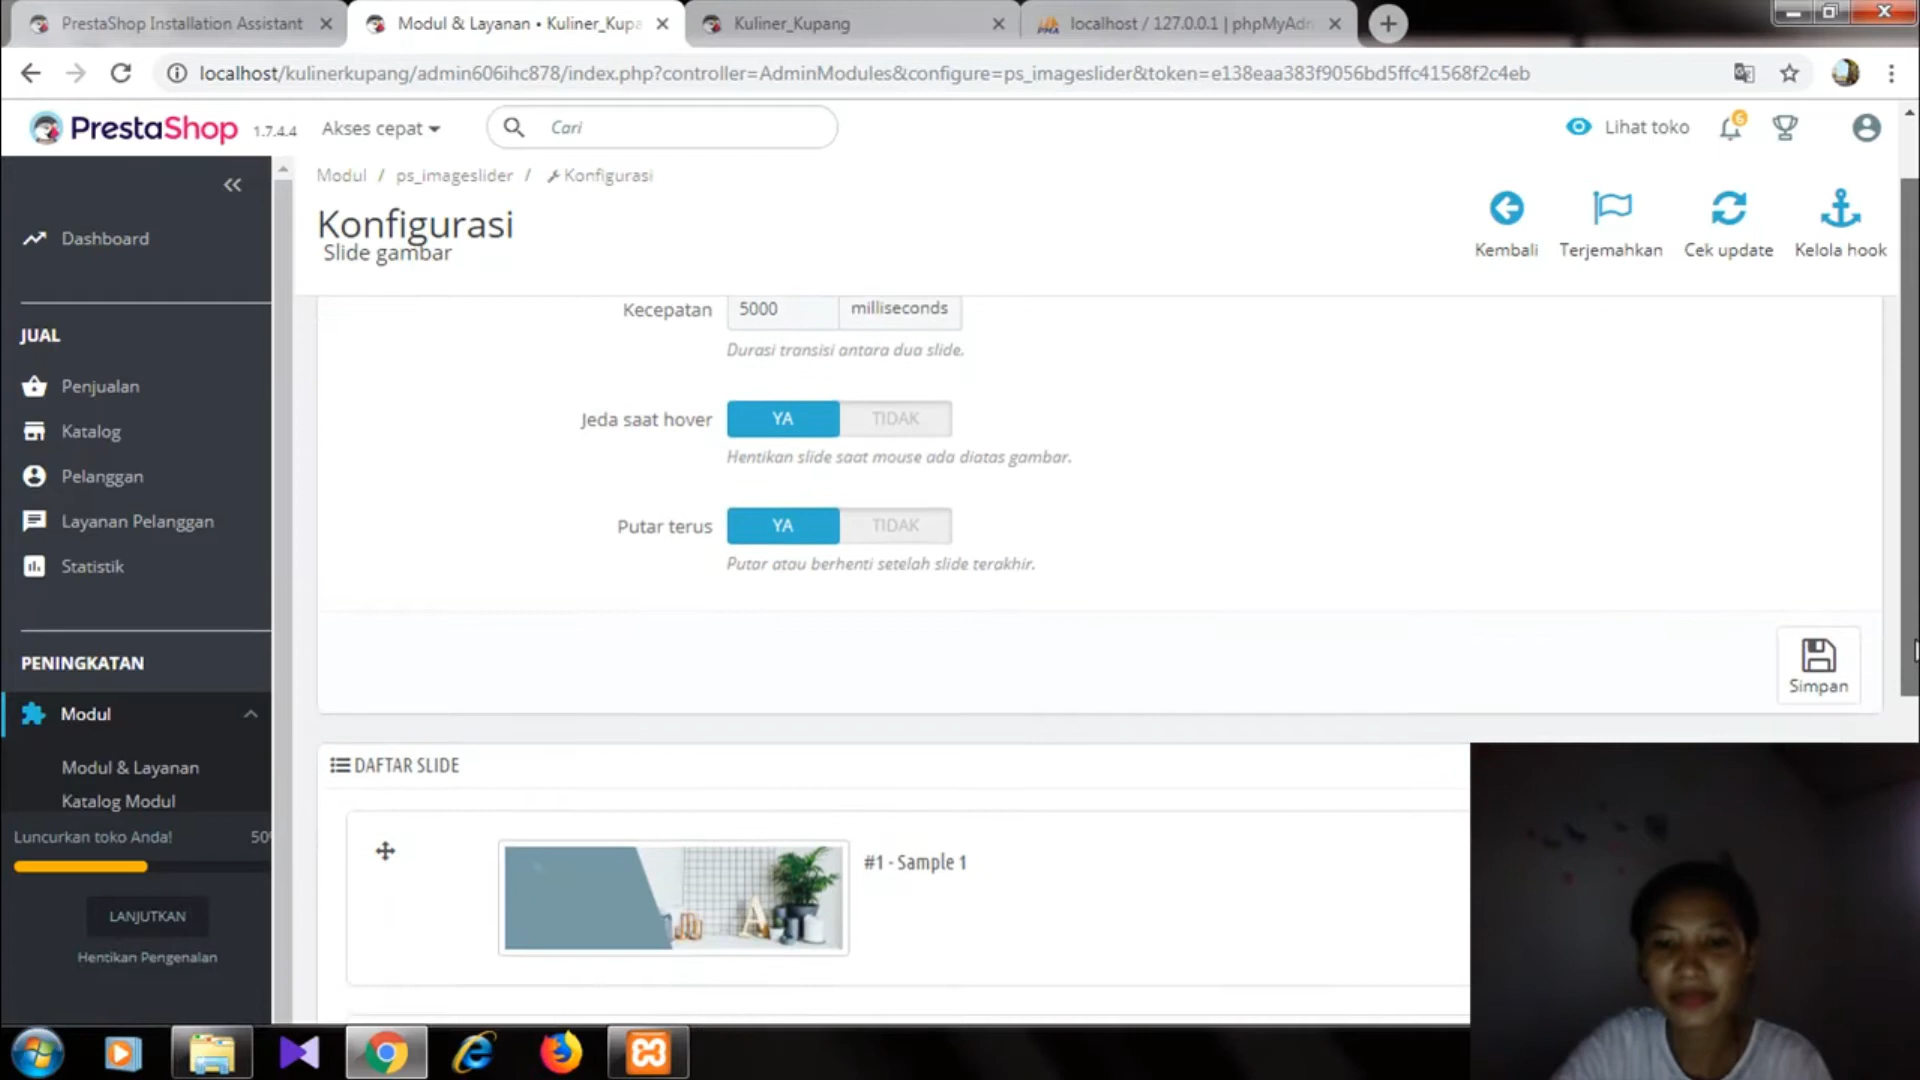 PrestaShop Installation Assistant
Modul & Layanan • Kuliner_Kupa
Kuliner_Kupang
localhost / 127.0.0.1 | phpMyAdm
localhost/kulinerkupang/admin606ihc878/index.php?controller=AdminModules&configure=ps_imageslider&token=e138eaa383f9056bd5ffc41568f2c4eb
PrestaShop 1.7.4.4
Akses cepat
Cari
Lihat toko
6
Modul / ps_imageslider / Konfigurasi
Konfigurasi
Slide gambar
Kembali
Terjemahkan
Cek update
Kelola hook
Dashboard
JUAL
Penjualan
Katalog
Pelanggan
Layanan Pelanggan
Statistik
PENINGKATAN
Modul
Modul & Layanan
Katalog Modul
Luncurkan toko Anda! 50
LANJUTKAN
Hentikan Pengenalan
Kecepatan 5000 milliseconds
Durasi transisi antara dua slide.
Jeda saat hover YA TIDAK
Hentikan slide saat mouse ada diatas gambar.
Putar terus YA TIDAK
Putar atau berhenti setelah slide terakhir.
Simpan
DAFTAR SLIDE
#1 - Sample 1